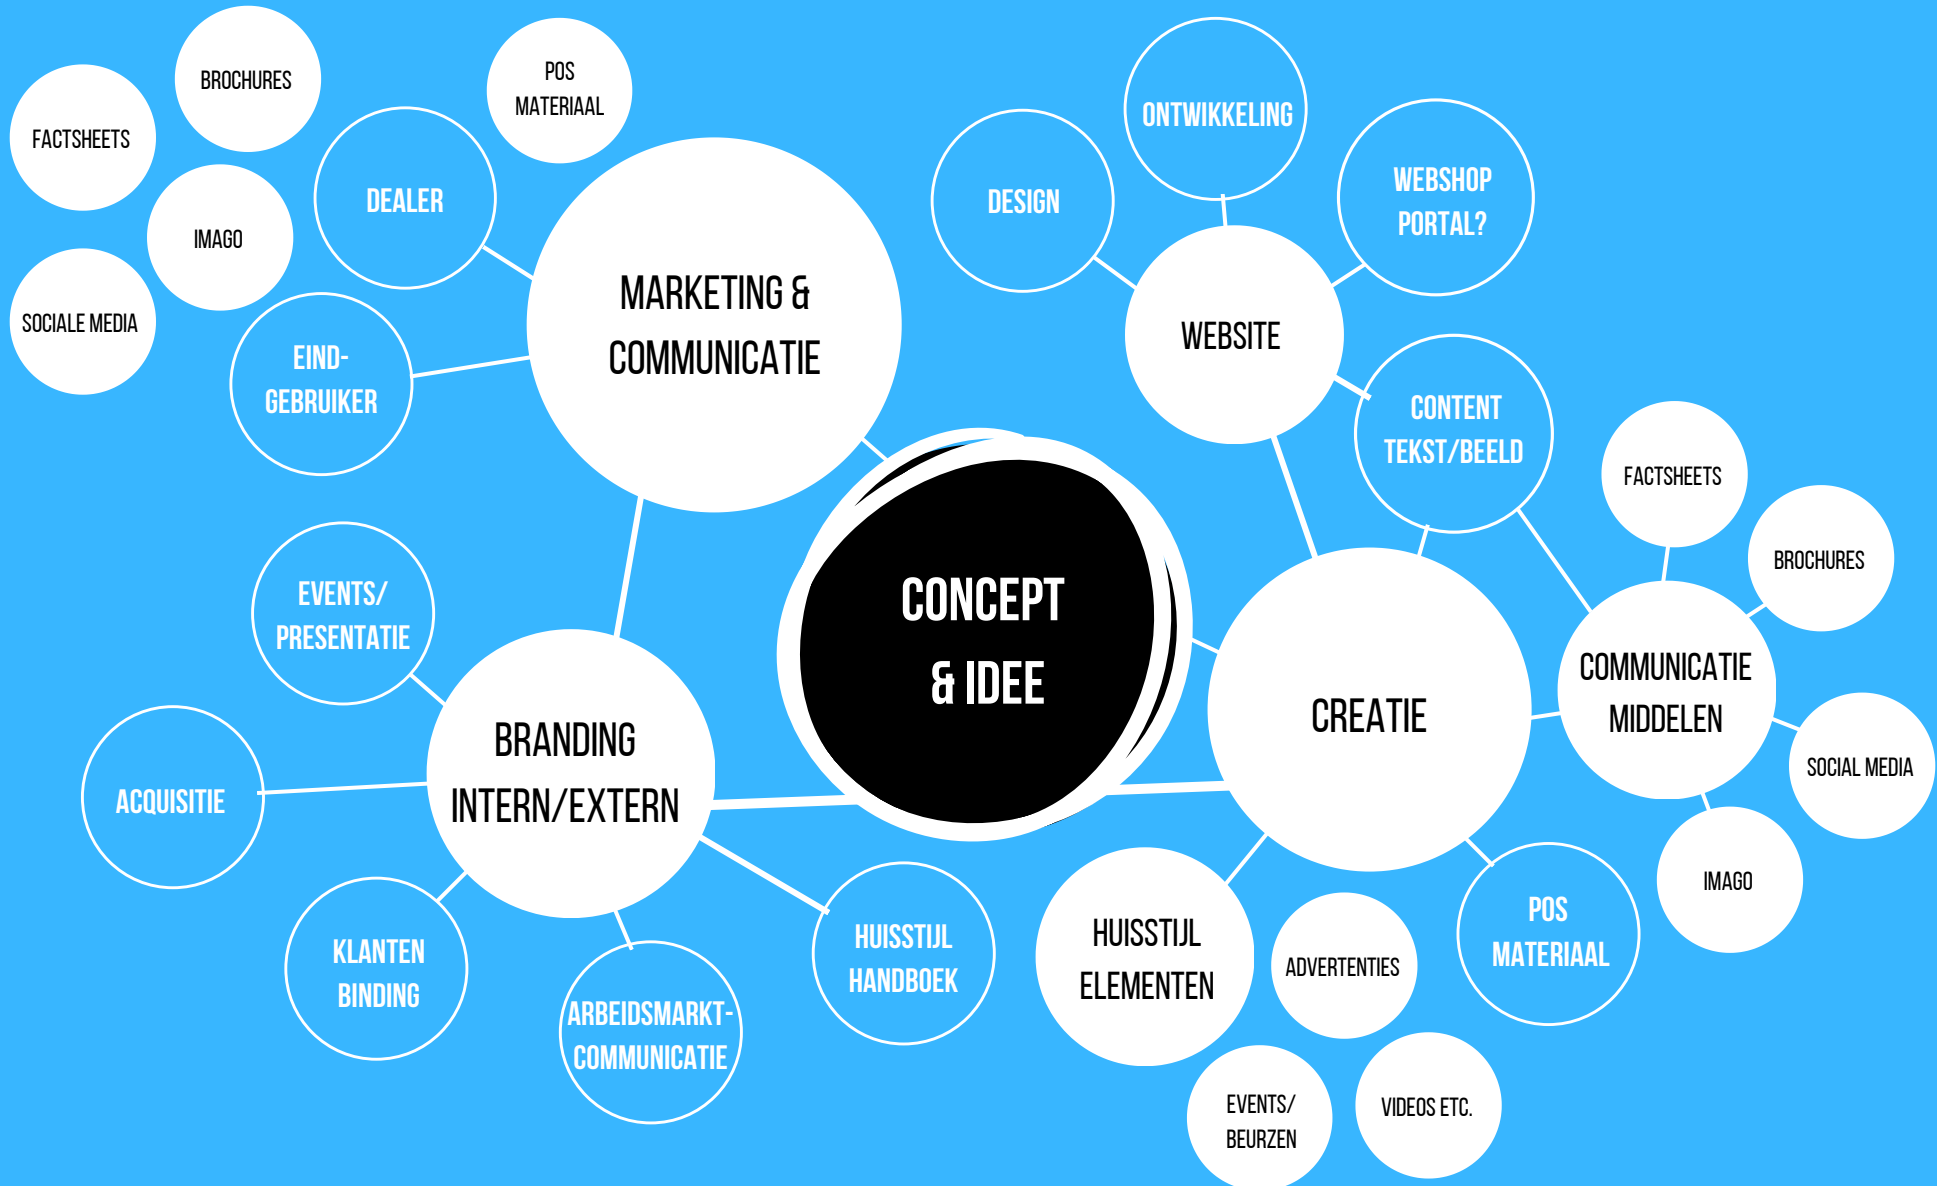 BROCHURES
POS
MATERIAAL
FACTSHEETS
DEALER
IMAGO
SOCIALE MEDIA
EIND-
GEBRUIKER
MARKETING &
COMMUNICATIE
ONTWIKKELING
DESIGN
WEBSHOP
PORTAL?
WEBSITE
CONTENT
TEKST/BEELD
CONCEPT
& IDEE
EVENTS/
PRESENTATIE
BRANDING
INTERN/EXTERN
ACQUISITIE
KLANTEN
BINDING
ARBEIDSMARKT-
COMMUNICATIE
HUISSTIJL
HANDBOEK
CREATIE
FACTSHEETS
BROCHURES
COMMUNICATIE
MIDDELEN
SOCIAL MEDIA
IMAGO
POS
MATERIAAL
HUISSTIJL
ELEMENTEN
ADVERTENTIES
EVENTS/
BEURZEN
VIDEOS ETC.